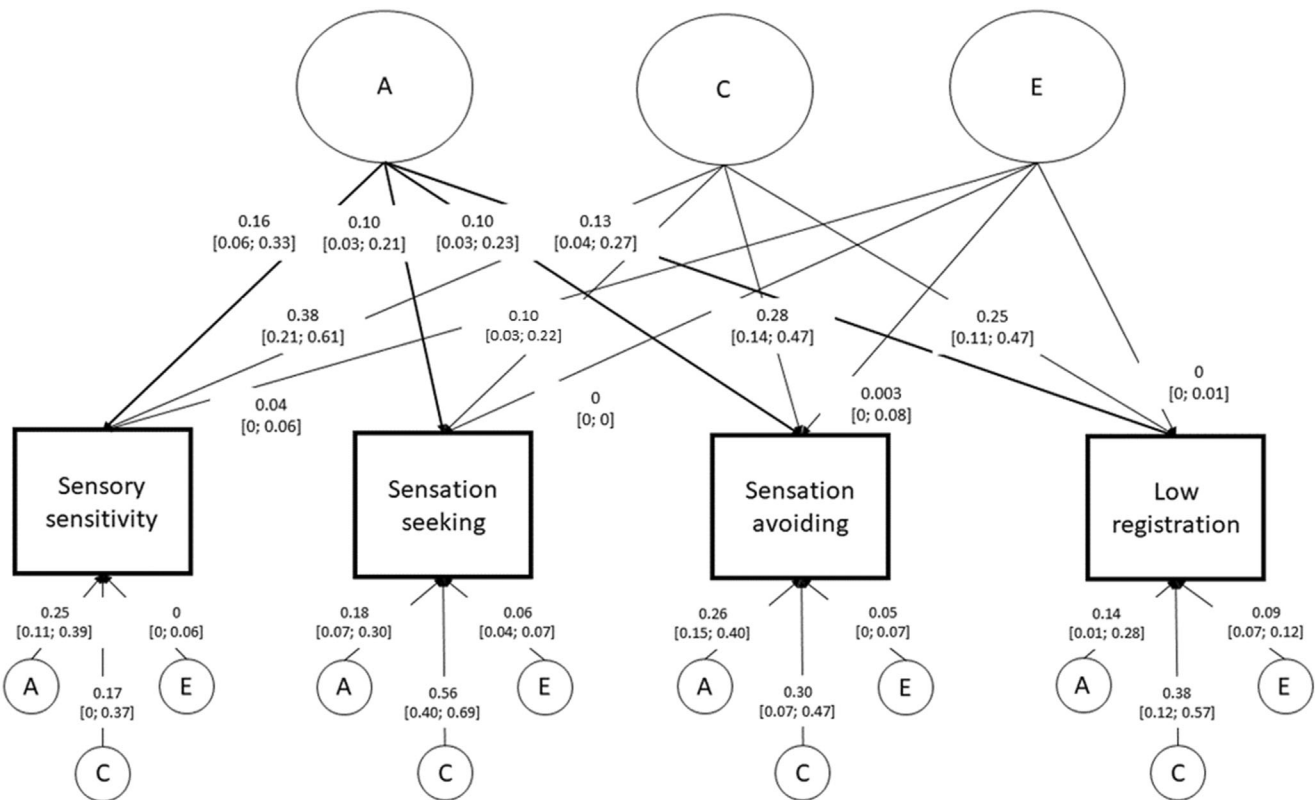 A
C
E
0.16
[0.06; 0.33]
0.10
[0.03; 0.21]
0.10
[0.03; 0.23]
0.13
[0.04; 0.27]
0.38
[0.21; 0.61]
0.10
[0.03; 0.22]
0.28
[0.14; 0.47]
0.25
[0.11; 0.47]
0.04
[0; 0.06]
0
[0; 0]
0.003
[0; 0.08]
0
[0; 0.01]
Sensory
sensitivity
Sensation
seeking
Sensation
avoiding
Low
registration
0.25
[0.11; 0.39]
0
[0; 0.06]
0.18
[0.07; 0.30]
0.06
[0.04; 0.07]
0.26
[0.15; 0.40]
0.05
[0; 0.07]
0.14
[0.01; 0.28]
0.09
[0.07; 0.12]
A
E
A
E
A
E
A
E
0.17
[0; 0.37]
0.56
[0.40; 0.69]
0.30
[0.07; 0.47]
0.38
[0.12; 0.57]
C
C
C
C